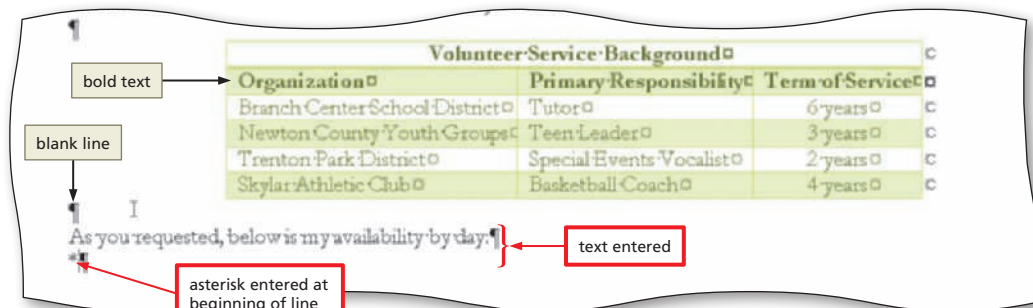 ¶
Volunteer·Service·Background¤
bold text
Organization¤ Primary·Responsibility¤ Term·of·Service¤ ¤
Branch·Center·School·District¤ Tutor¤ 6·years¤
Newton·County·Youth·Groups¤ Teen·Leader¤ 3·years¤
blank line
Trenton·Park·District¤ Special·Events·Vocalist¤ 2·years¤
Skylar·Athletic·Club¤ Basketball·Coach¤ 4·years¤
¶
As·you·requested,·below·is·my·availability·by·day:¶
text entered
*¶
asterisk entered at
beginning of line